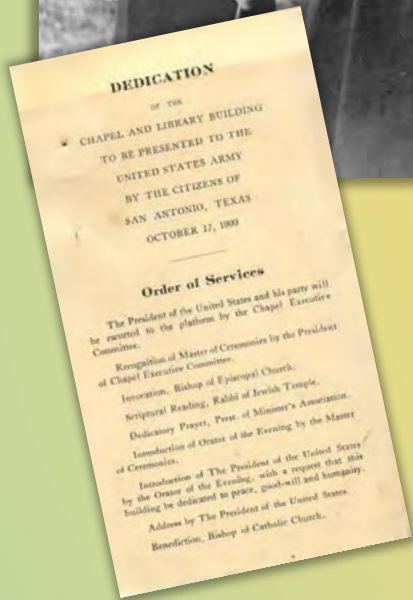 DEDICATION
OF THE
CHAPEL AND LIBRARY BUILDING
TO BE PRESENTED TO THE
UNITED STATES ARMY
BY THE CITIZENS OF
SAN ANTONIO, TEXAS
OCTOBER 17, 1909
Order of Services
The President of the United States and his party will
be escorted to the platform by the Chapel Executive
Committee.
Recognition of Master of Ceremonies by the President
of Chapel Executive Committee.
Invocation, Bishop of Episcopal Church.
Scriptural Reading, Rabbi of Jewish Temple.
Dedicatory Prayer, Prest. of Minister's Association.
Introduction of Orator of the Evening by the Master
of Ceremonies.
Introduction of The President of the United States
by the Orator of the Evening, with a request that this
building be dedicated to peace, good-will and humanity.
Address by The President of the United States.
Benediction, Bishop of Catholic Church.